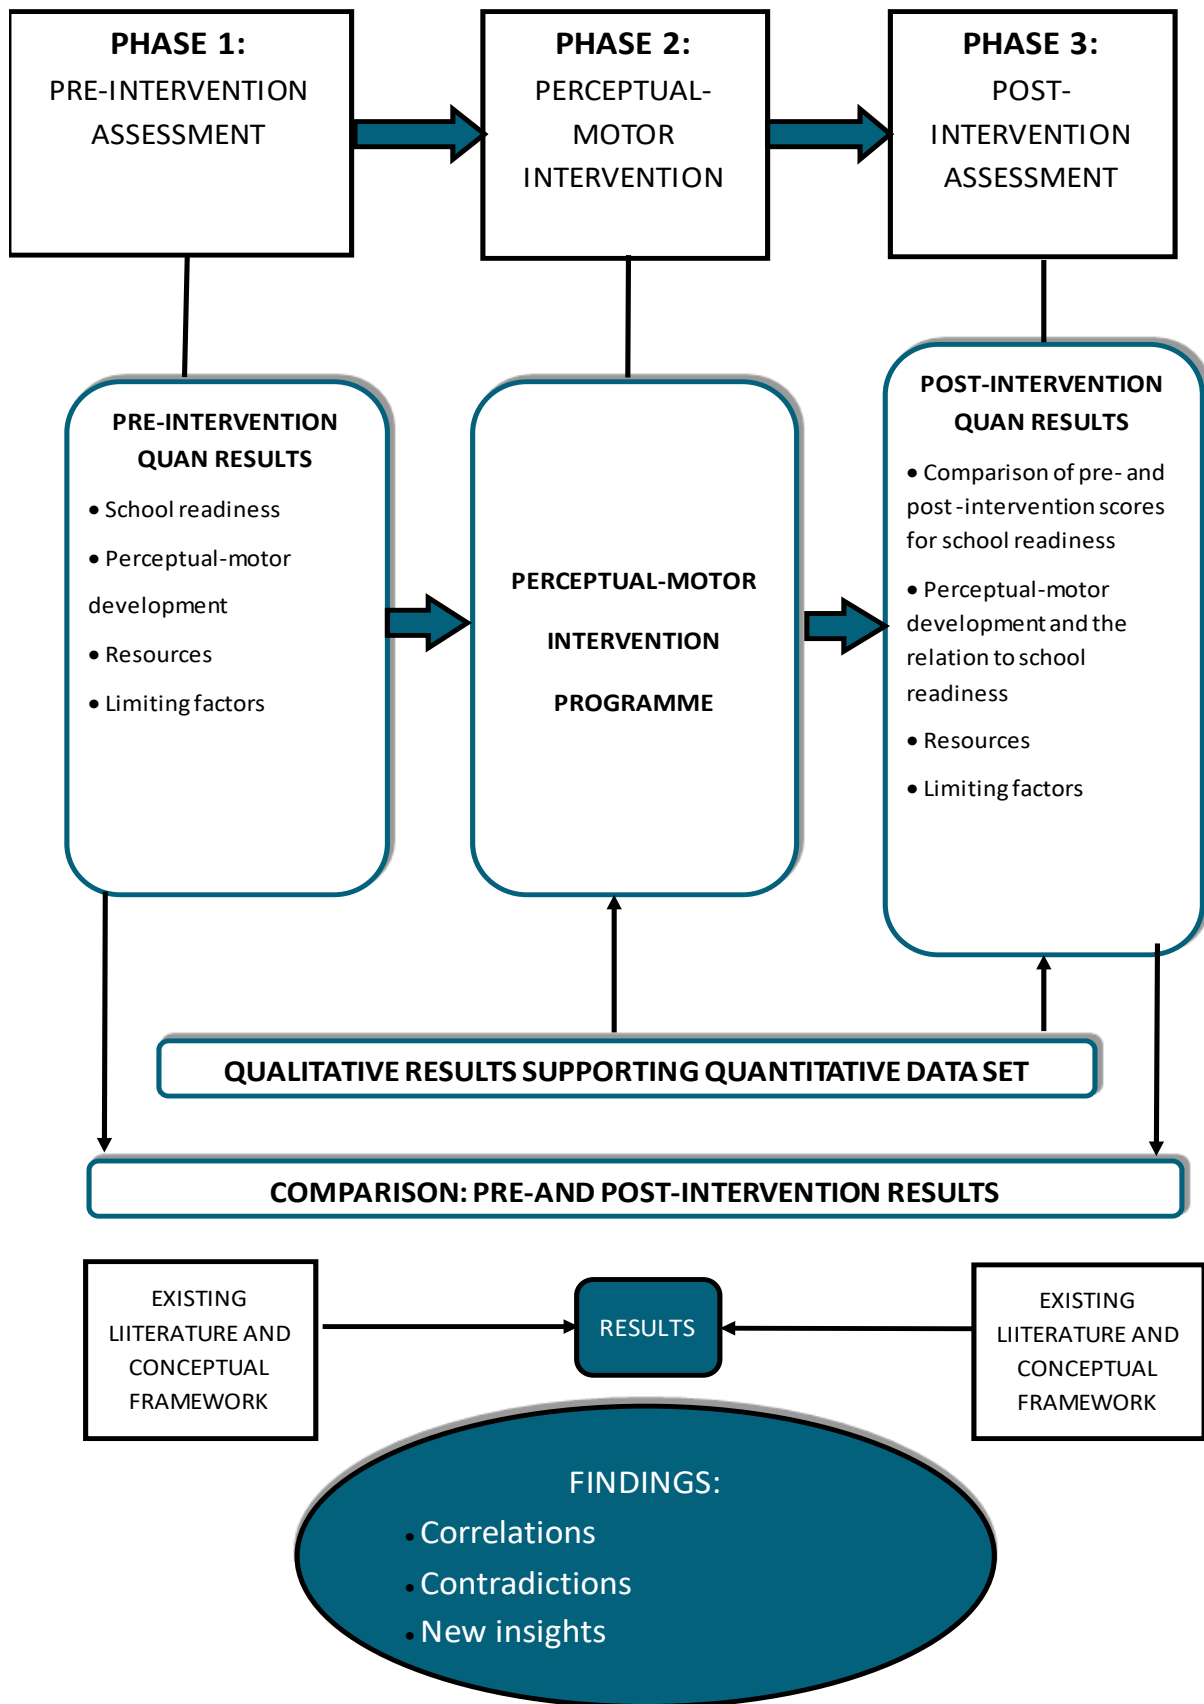 PHASE 1:
PRE-INTERVENTION
ASSESSMENT
PHASE 2:
PERCEPTUAL-
MOTOR
INTERVENTION
PHASE 3:
POST-
INTERVENTION
ASSESSMENT
PRE-INTERVENTION
QUAN RESULTS
• School readiness
• Perceptual-motor
development
• Resources
• Limiting factors
PERCEPTUAL-MOTOR
INTERVENTION
PROGRAMME
POST-INTERVENTION
QUAN RESULTS
• Comparison of pre- and
post -intervention scores
for school readiness
• Perceptual-motor
development and the
relation to school
readiness
• Resources
• Limiting factors
QUALITATIVE RESULTS SUPPORTING QUANTITATIVE DATA SET
COMPARISON: PRE-AND POST-INTERVENTION RESULTS
EXISTING
LIITERATURE AND
CONCEPTUAL
FRAMEWORK
RESULTS
EXISTING
LIITERATURE AND
CONCEPTUAL
FRAMEWORK
FINDINGS:
• Correlations
• Contradictions
• New insights